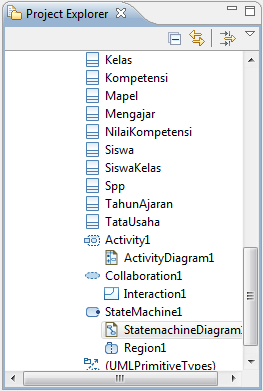 Project Explorer
Kelas
Kompetensi
Mapel
Mengajar
NilaiKompetensi
Siswa
SiswaKelas
Spp
TahunAjaran
TataUsaha
Activity1
ActivityDiagram1
Collaboration1
Interaction1
StateMachine1
StatemachineDiagram
Region1
(UMLPrimitiveTypes)